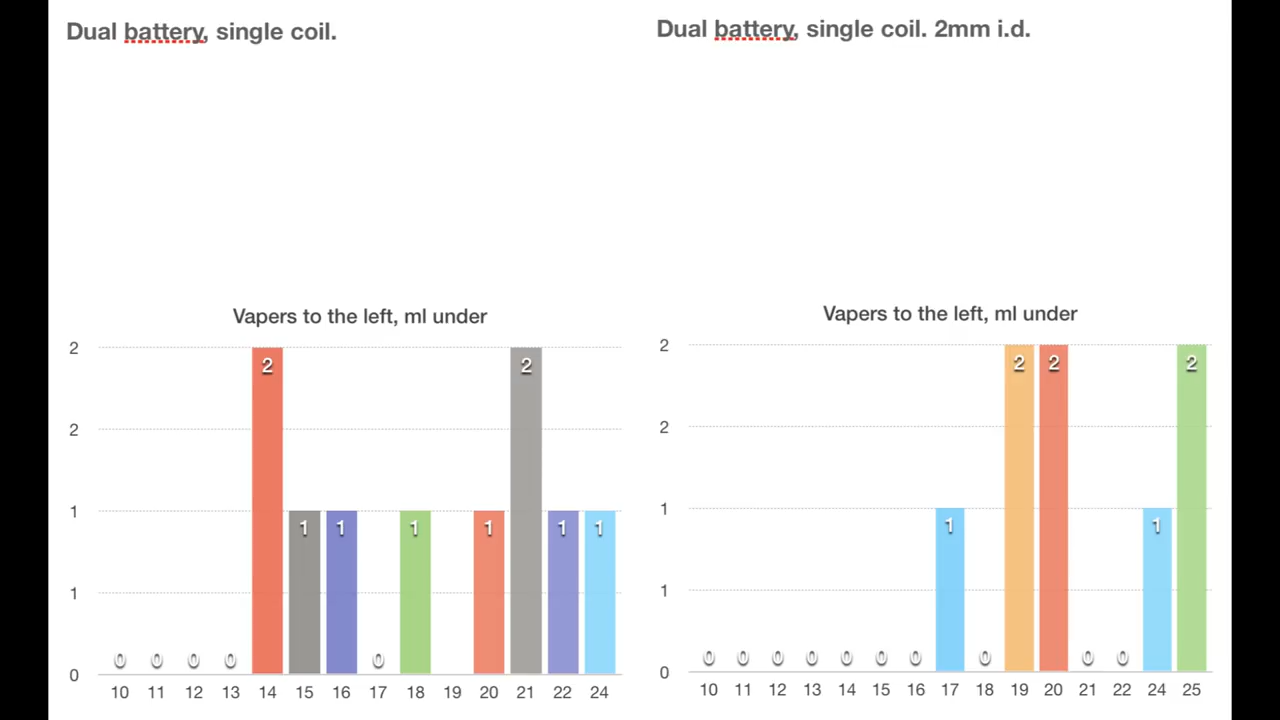 Dual battery, single coil.
Vapers to the left, ml under
2
2
1
1
0
2
1
1
1
1
2
1
1
0 0 0 0 0
10 11 12 13 14 15 16 17 18 19 20 21 22 24
Dual battery, single coil. 2mm i.d.
Vapers to the left, ml under
2
2
1
1
0
1
2
2
1
2
0 0 0 0 0 0 0 0 0 0
10 11 12 13 14 15 16 17 18 19 20 21 22 24 25